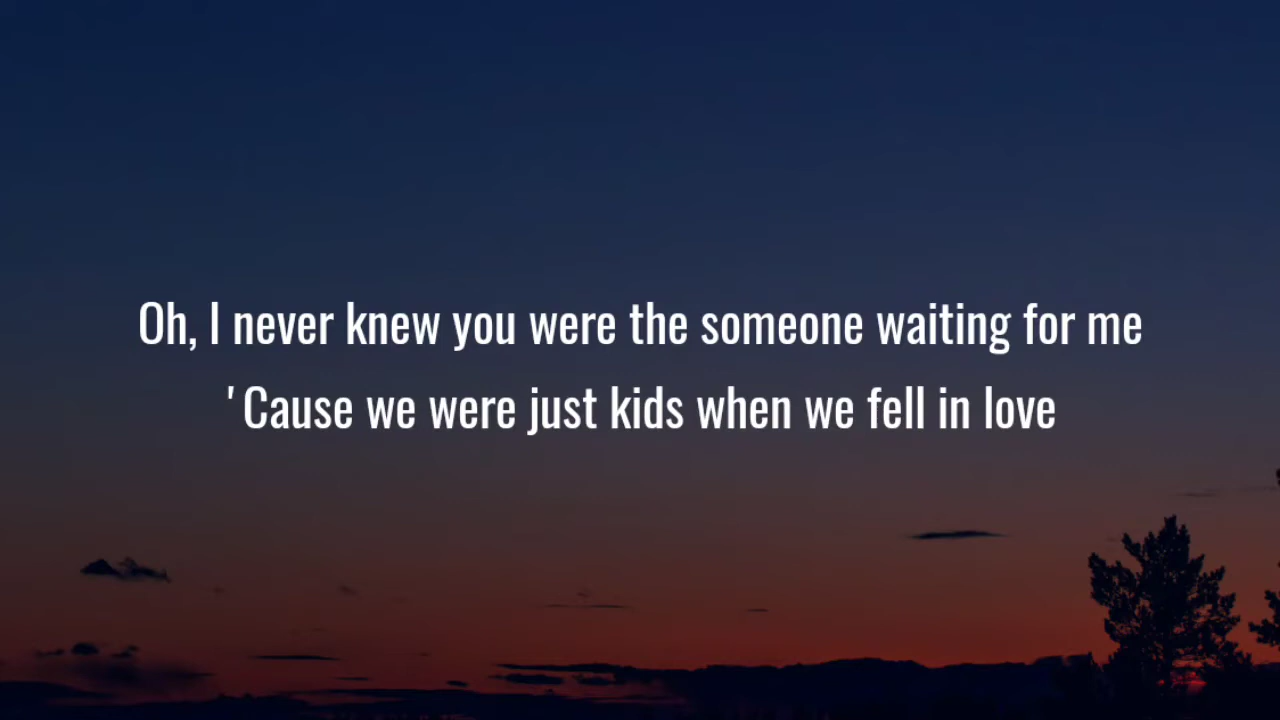 Oh, I never knew you were the someone waiting for me
'Cause we were just kids when we fell in love